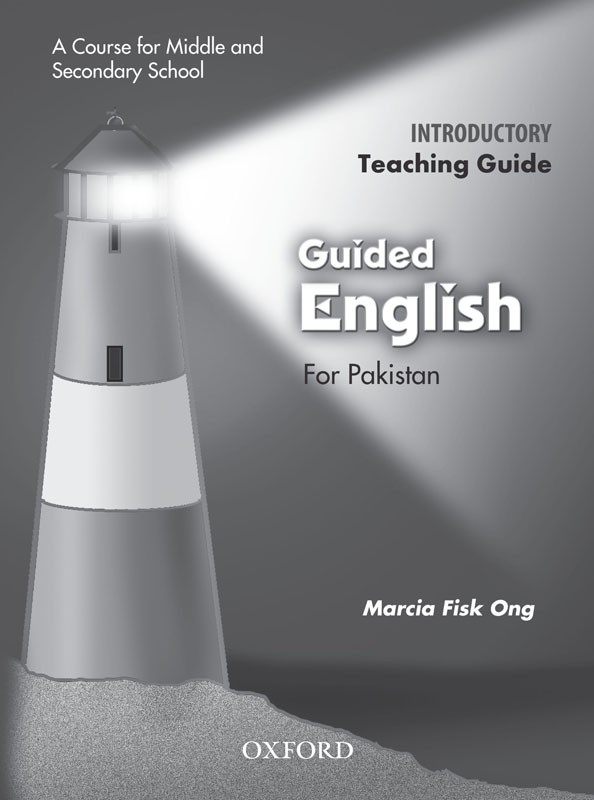 A Course for Middle and
Secondary School
INTRODUCTORY
Teaching Guide
Guided
English
For Pakistan
Marcia Fisk Ong
OXFORD